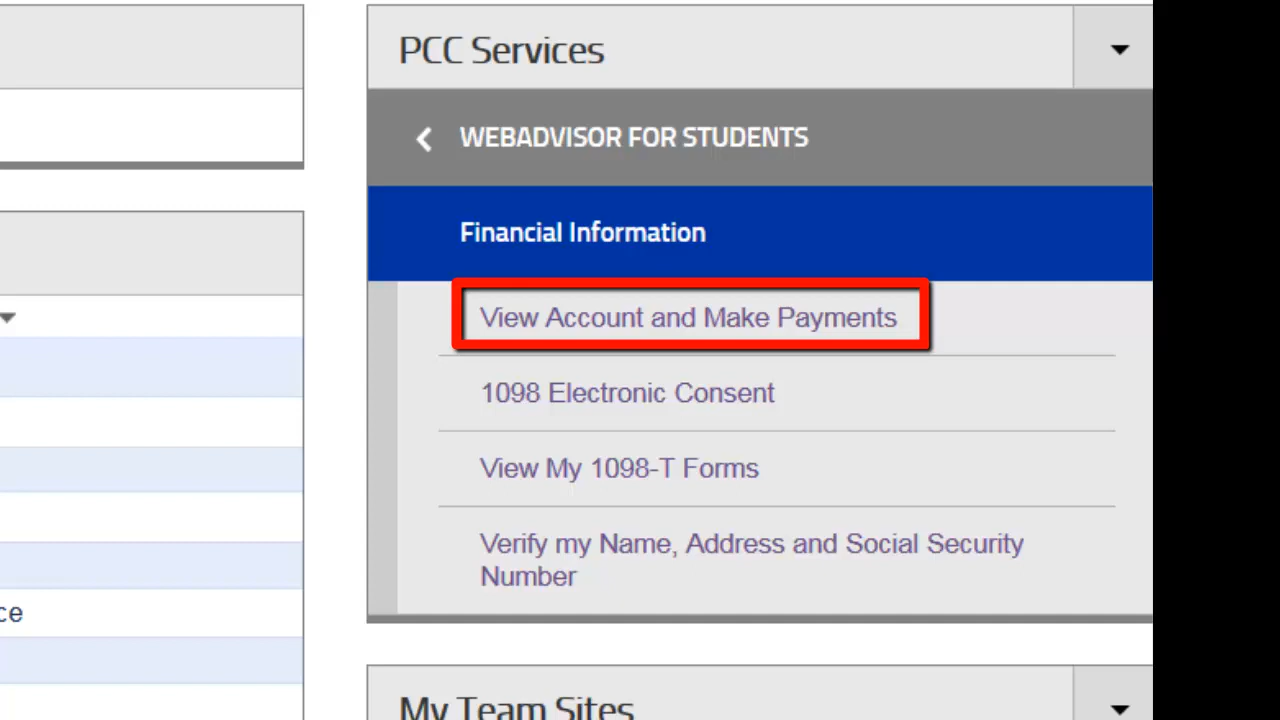 PCC Services
WEBADVISOR FOR STUDENTS
Financial Information
View Account and Make Payments
1098 Electronic Consent
View My 1098-T Forms
Verify my Name, Address and Social Security
Number
ce
My Team Sites